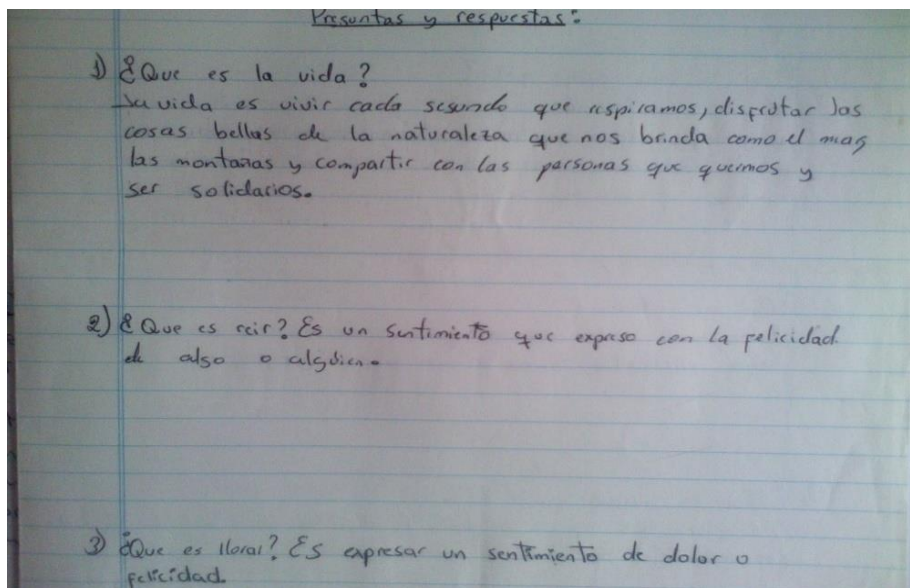 Preguntas y respuestas:
1) ¿Que es la vida?
La vida es vivir cada segundo que respiramos, disfrutar las
cosas bellas de la naturaleza que nos brinda como el mar,
las montañas y compartir con las personas que queremos y
ser solidarios.
2) ¿Que es reir? Es un sentimiento que expreso con la felicidad
de algo o alguien.
3) ¿Que es llorar? Es expresar un sentimiento de dolor o
felicidad.